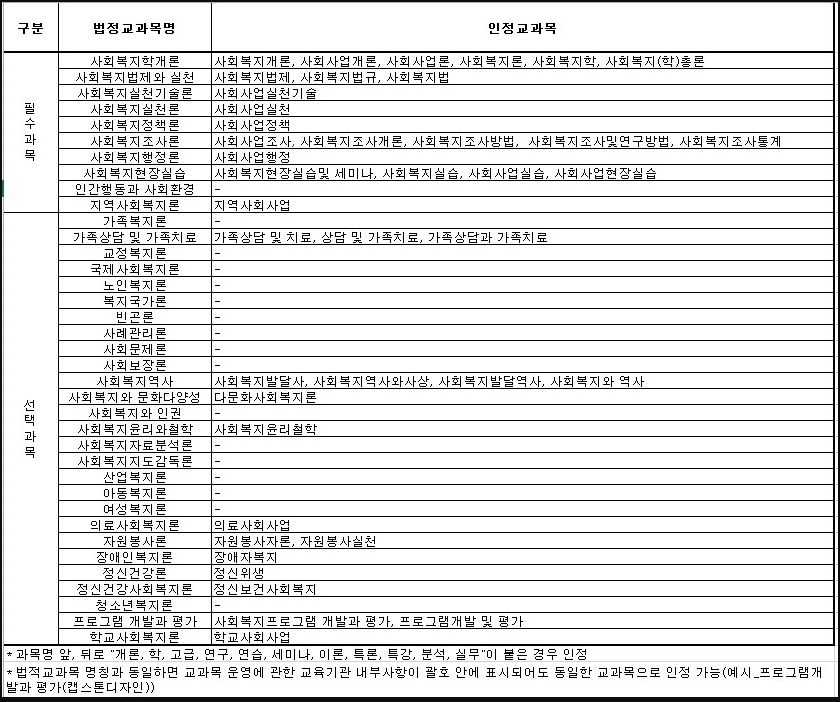 구분 법정교과목명 인정교과목
필수과목
사회복지학개론 사회복지개론, 사회사업개론, 사회사업론, 사회복지론, 사회복지학, 사회복지(학)총론
사회복지법제와 실천 사회복지법제, 사회복지법규, 사회복지법
사회복지실천기술론 사회사업실천기술
사회복지실천론 사회사업실천
사회복지정책론 사회사업정책
사회복지조사론 사회사업조사, 사회복지조사개론, 사회복지조사방법, 사회복지조사및연구방법, 사회복지조사통계
사회복지행정론 사회사업행정
사회복지현장실습 사회복지현장실습및 세미나, 사회복지실습, 사회사업실습, 사회사업현장실습
인간행동과 사회환경 -
지역사회복지론 지역사회사업
선택과목
가족복지론 -
가족상담 및 가족치료 가족상담 및 치료, 상담 및 가족치료, 가족상담과 가족치료
교정복지론 -
국제사회복지론 -
노인복지론 -
복지국가론 -
빈곤론 -
사례관리론 -
사회문제론 -
사회보장론 -
사회복지역사 사회복지발달사, 사회복지역사와사상, 사회복지발달역사, 사회복지와 역사
사회복지와 문화다양성 다문화사회복지론
사회복지와 인권 -
사회복지윤리와철학 사회복지윤리철학
사회복지자료분석론 -
사회복지지도감독론 -
산업복지론 -
아동복지론 -
여성복지론 -
의료사회복지론 의료사회사업
자원봉사론 자원봉사자론, 자원봉사실천
장애인복지론 장애자복지
정신건강론 정신위생
정신건강사회복지론 정신보건사회복지
청소년복지론 -
프로그램 개발과 평가 사회복지프로그램 개발과 평가, 프로그램개발 및 평가
학교사회복지론 학교사회사업
* 과목명 앞, 뒤로 "개론, 학, 고급, 연구, 연습, 세미나, 이론, 특론, 특강, 분석, 실무"이 붙은 경우 인정
* 법적교과목 명칭과 동일하면 교과목 운영에 관한 교육기관 내부사항이 괄호 안에 표시되어도 동일한 교과목으로 인정 가능(예시_프로그램개
발과 평가(캡스톤디자인))